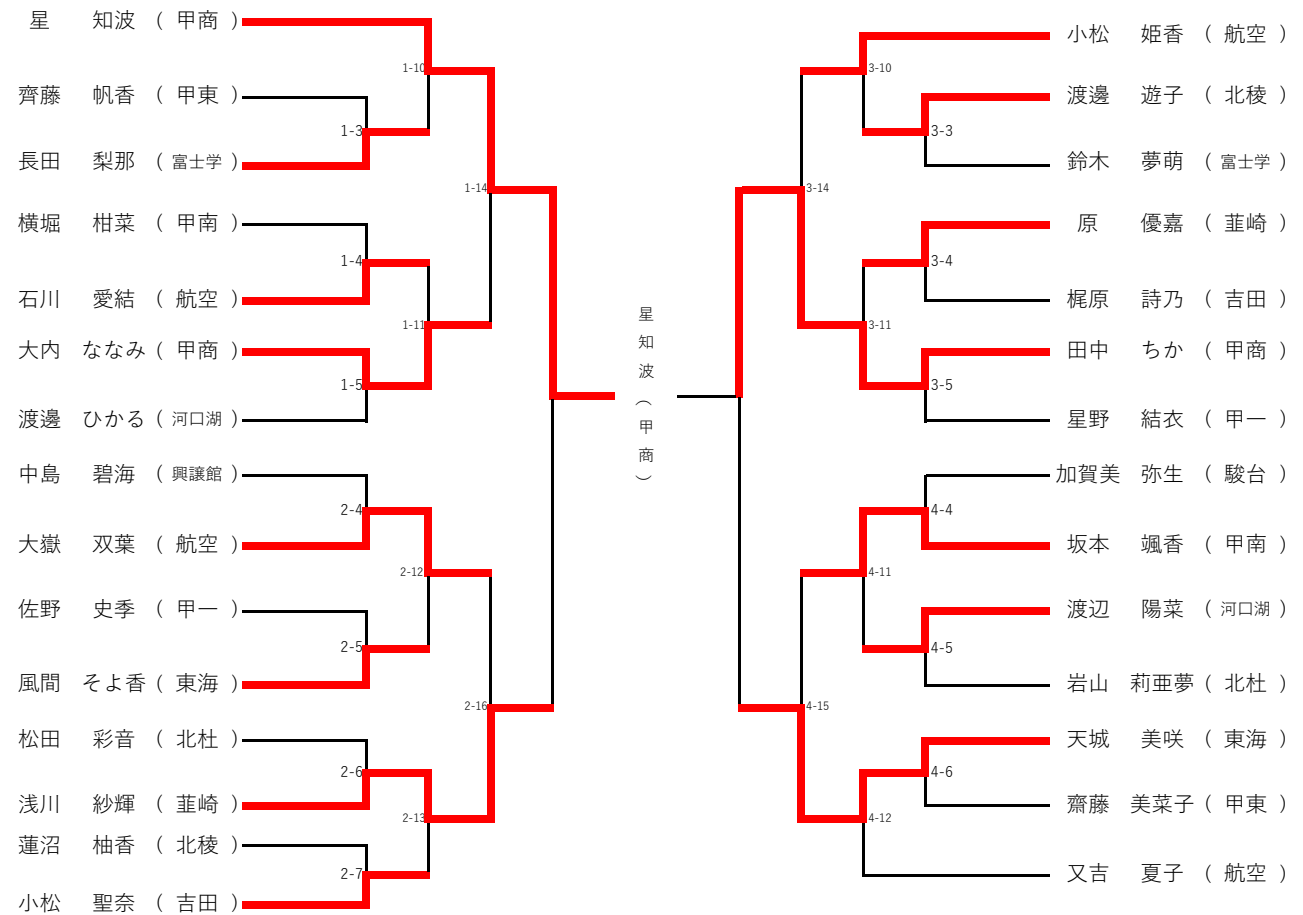 星 知波 ( 甲商 )
1-10
齊藤 帆香 ( 甲東 )
1-3
長田 梨那 ( 富士学 )
1-14
横堀 柑菜 ( 甲南 )
1-4
石川 愛結 ( 航空 )
1-11
大内 ななみ ( 甲商 )
1-5
渡邊 ひかる ( 河口湖 )
中島 碧海 ( 興譲館 )
2-4
大嶽 双葉 ( 航空 )
2-12
佐野 史季 ( 甲一 )
2-5
風間 そよ香 ( 東海 )
2-16
松田 彩音 ( 北杜 )
2-6
浅川 紗輝 ( 韮崎 )
2-13
蓮沼 柚香 ( 北稜 )
2-7
小松 聖奈 ( 吉田 )
星知波(甲商)
小松 姫香 ( 航空 )
3-10
渡邊 遊子 ( 北稜 )
3-3
鈴木 夢萌 ( 富士学 )
3-14
原 優嘉 ( 韮崎 )
3-4
梶原 詩乃 ( 吉田 )
3-11
田中 ちか ( 甲商 )
3-5
星野 結衣 ( 甲一 )
加賀美 弥生 ( 駿台 )
4-4
坂本 颯香 ( 甲南 )
4-11
渡辺 陽菜 ( 河口湖 )
4-5
岩山 莉亜夢 ( 北杜 )
4-15
天城 美咲 ( 東海 )
4-6
齋藤 美菜子 ( 甲東 )
4-12
又吉 夏子 ( 航空 )